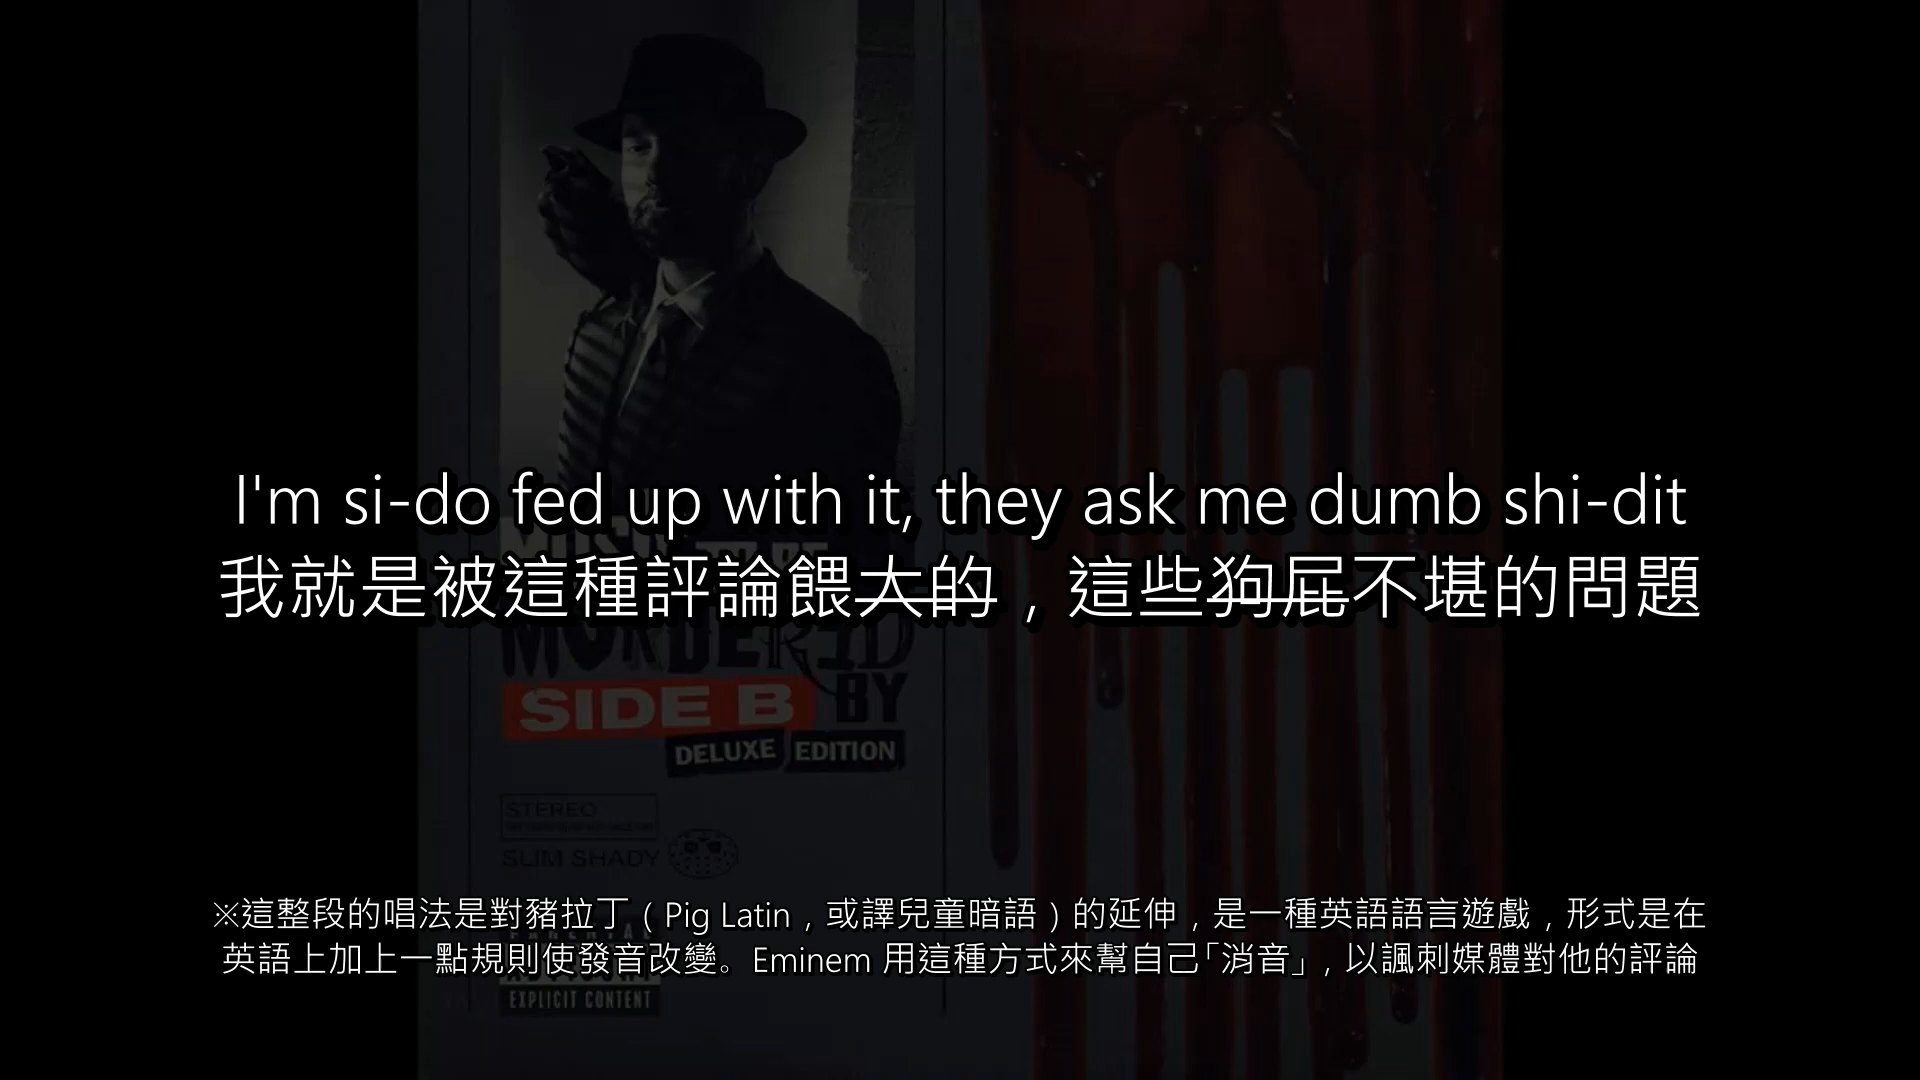 I'm si-do fed up with it, they ask me dumb shi-dit
我就是被這種評論餵大的，這些狗屁不堪的問題
MURDERED
SIDE B BY
DELUXE EDITION
STEREO
SLIM SHADY
※這整段的唱法是對豬拉丁（Pig Latin，或譯兒童暗語）的延伸，是一種英語語言遊戲，形式是在
英語上加上一點規則使發音改變。Eminem 用這種方式來幫自己「消音」, 以諷刺媒體對他的評論
EXPLICIT CONTENT